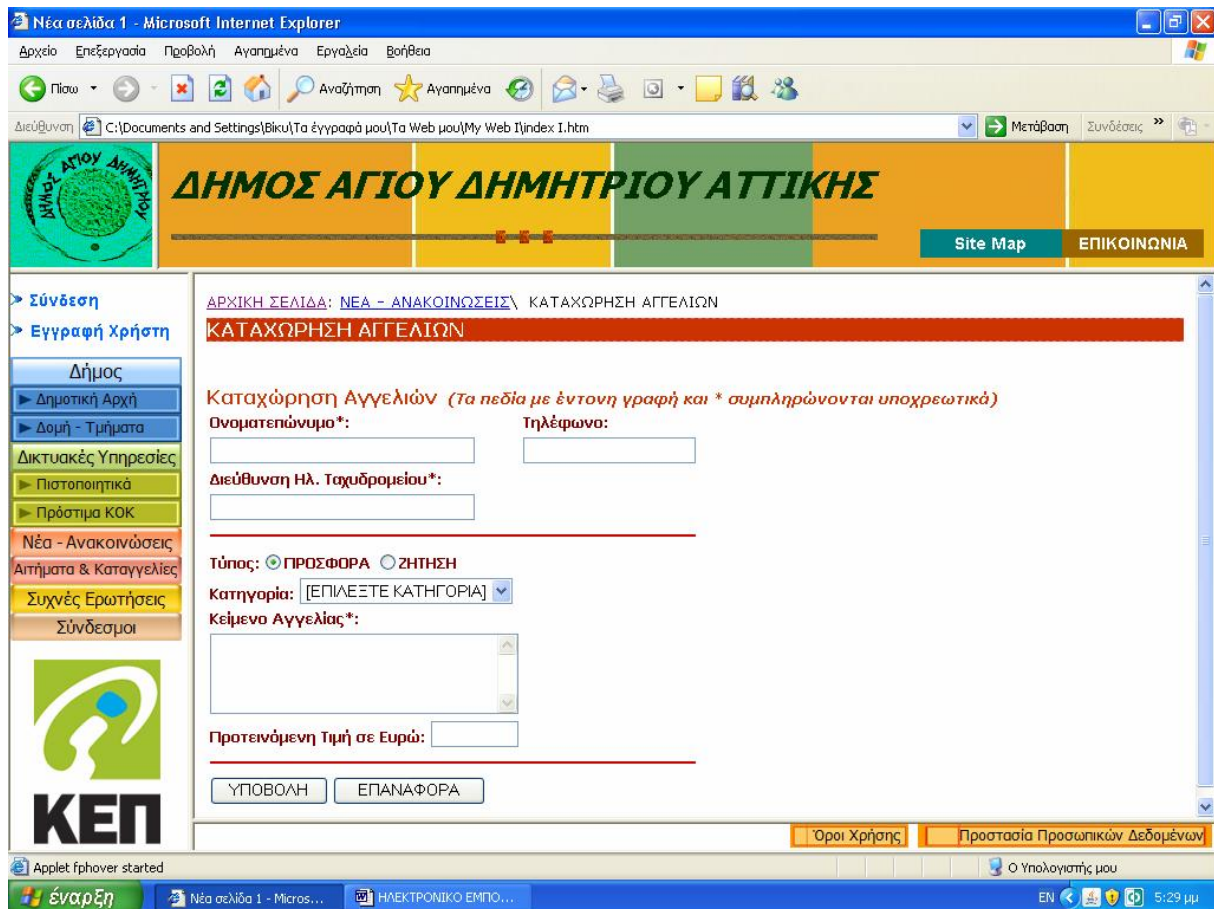 Νέα σελίδα 1 - Microsoft Internet Explorer
Αρχείο Επεξεργασία Προβολή Αγαπημένα Εργαλεία Βοήθεια
Πίσω Αναζήτηση Αγαπημένα
Διεύθυνση C:\Documents and Settings\Βiku\Τα έγγραφά μου\Τα Web μου\My Web I\index I.htm Μετάβαση Συνδέσεις »
ΔΗΜΟΣ ΑΓΙΟΥ ΔΗΜΗΤΡΙΟΥ
ΔΗΜΟΣ ΑΓΙΟΥ ΔΗΜΗΤΡΙΟΥ ΑΤΤΙΚΗΣ
Site Map ΕΠΙΚΟΙΝΩΝΙΑ
Σύνδεση
Εγγραφή Χρήστη
Δήμος
Δημοτική Αρχή
Δομή - Τμήματα
Δικτυακές Υπηρεσίες
Πιστοποιητικά
Πρόστιμα ΚΟΚ
Νέα - Ανακοινώσεις
Αιτήματα & Καταγγελίες
Συχνές Ερωτήσεις
Σύνδεσμοι
ΚΕΠ
ΑΡΧΙΚΗ ΣΕΛΙΔΑ: ΝΕΑ - ΑΝΑΚΟΙΝΩΣΕΙΣ\ ΚΑΤΑΧΩΡΗΣΗ ΑΓΓΕΛΙΩΝ
ΚΑΤΑΧΩΡΗΣΗ ΑΓΓΕΛΙΩΝ
Καταχώρηση Αγγελιών (Τα πεδία με έντονη γραφή και * συμπληρώνονται υποχρεωτικά)
Ονοματεπώνυμο*: Τηλέφωνο:
Διεύθυνση Ηλ. Ταχυδρομείου*:
Τύπος: ΠΡΟΣΦΟΡΑ ΖΗΤΗΣΗ
Κατηγορία: [ΕΠΙΛΕΞΤΕ ΚΑΤΗΓΟΡΙΑ]
Κείμενο Αγγελίας*:
Προτεινόμενη Τιμή σε Ευρώ:
ΥΠΟΒΟΛΗ ΕΠΑΝΑΦΟΡΑ
Όροι Χρήσης Προστασία Προσωπικών Δεδομένων
Applet fphover started Ο Υπολογιστής μου
έναρξη Νέα σελίδα 1 - Micros... ΗΛΕΚΤΡΟΝΙΚΟ ΕΜΠΟ... EN 5:29 μμ